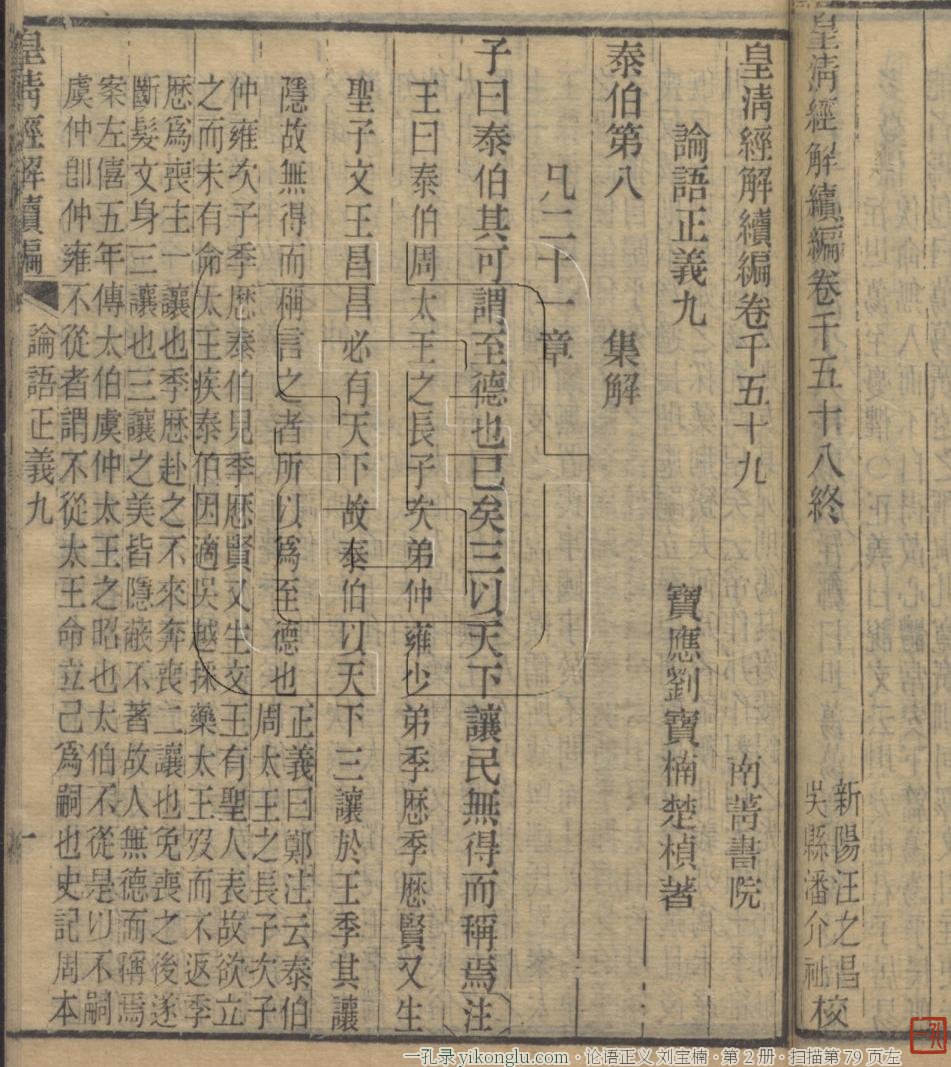 皇清經解續編卷千五十八終
新陽汪之昌
吳縣潘介祉校
皇清經解續編卷千五十九 南菁書院
論語正義九 寶應劉寶楠楚楨著
泰伯第八 集解
凡二十一章
子曰泰伯其可謂至德也已矣三以天下讓民無得而稱焉注
王曰泰伯周太王之長子次弟仲雍少弟季歷季歷賢又生
聖子文王昌昌必有天下故泰伯以天下三讓於王季其讓
隱故無得而稱言之者所以爲至德也
正義曰鄭注云泰伯
周太王之長子次子
仲雍次子季歷泰伯見季歷賢又生文王有聖人表故欲立
之而未有命太王疾泰伯因適吳越採藥太王歿而不返季
歷爲喪主一讓也季歷赴之不來奔喪二讓也免喪之後遂
斷髮文身三讓也三讓之美皆隱蔽不著故人無德而稱焉
案左僖五年傳太伯虞仲太王之昭也太伯不從是以不嗣
虞仲卽仲雍不從者謂不從太王命立己爲嗣也史記周本
皇清經解續編 論語正義九 一
一孔录 yikonglu.com · 论语正义 刘宝楠 · 第 2 册 · 扫描第 79 页左
一孔